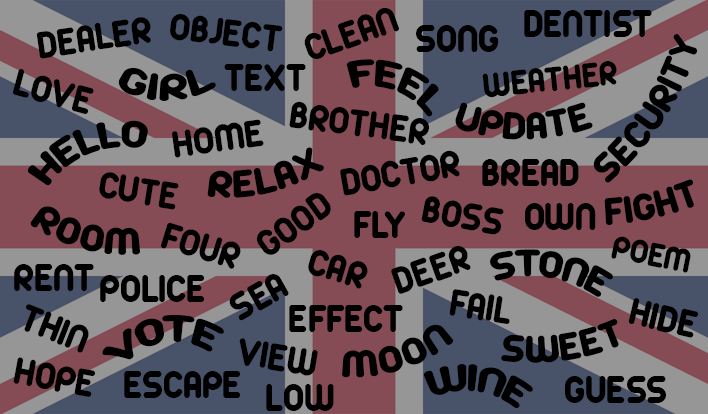 DEALER OBJECT CLEAN SONG DENTIST
LOVE GIRL TEXT FEEL WEATHER SECURITY
HELLO HOME BROTHER UPDATE
CUTE RELAX DOCTOR BREAD
ROOM FOUR GOOD FLY BOSS OWN FIGHT
RENT POLICE SEA CAR DEER STONE POEM
THIN VOTE EFFECT FAIL HIDE
HOPE ESCAPE VIEW MOON SWEET
LOW WINE GUESS